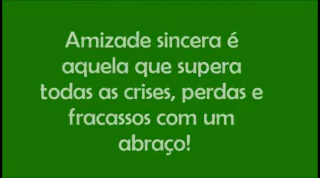 Amizade sincera é
aquela que supera
todas as crises, perdas e
fracassos com um
abraço!